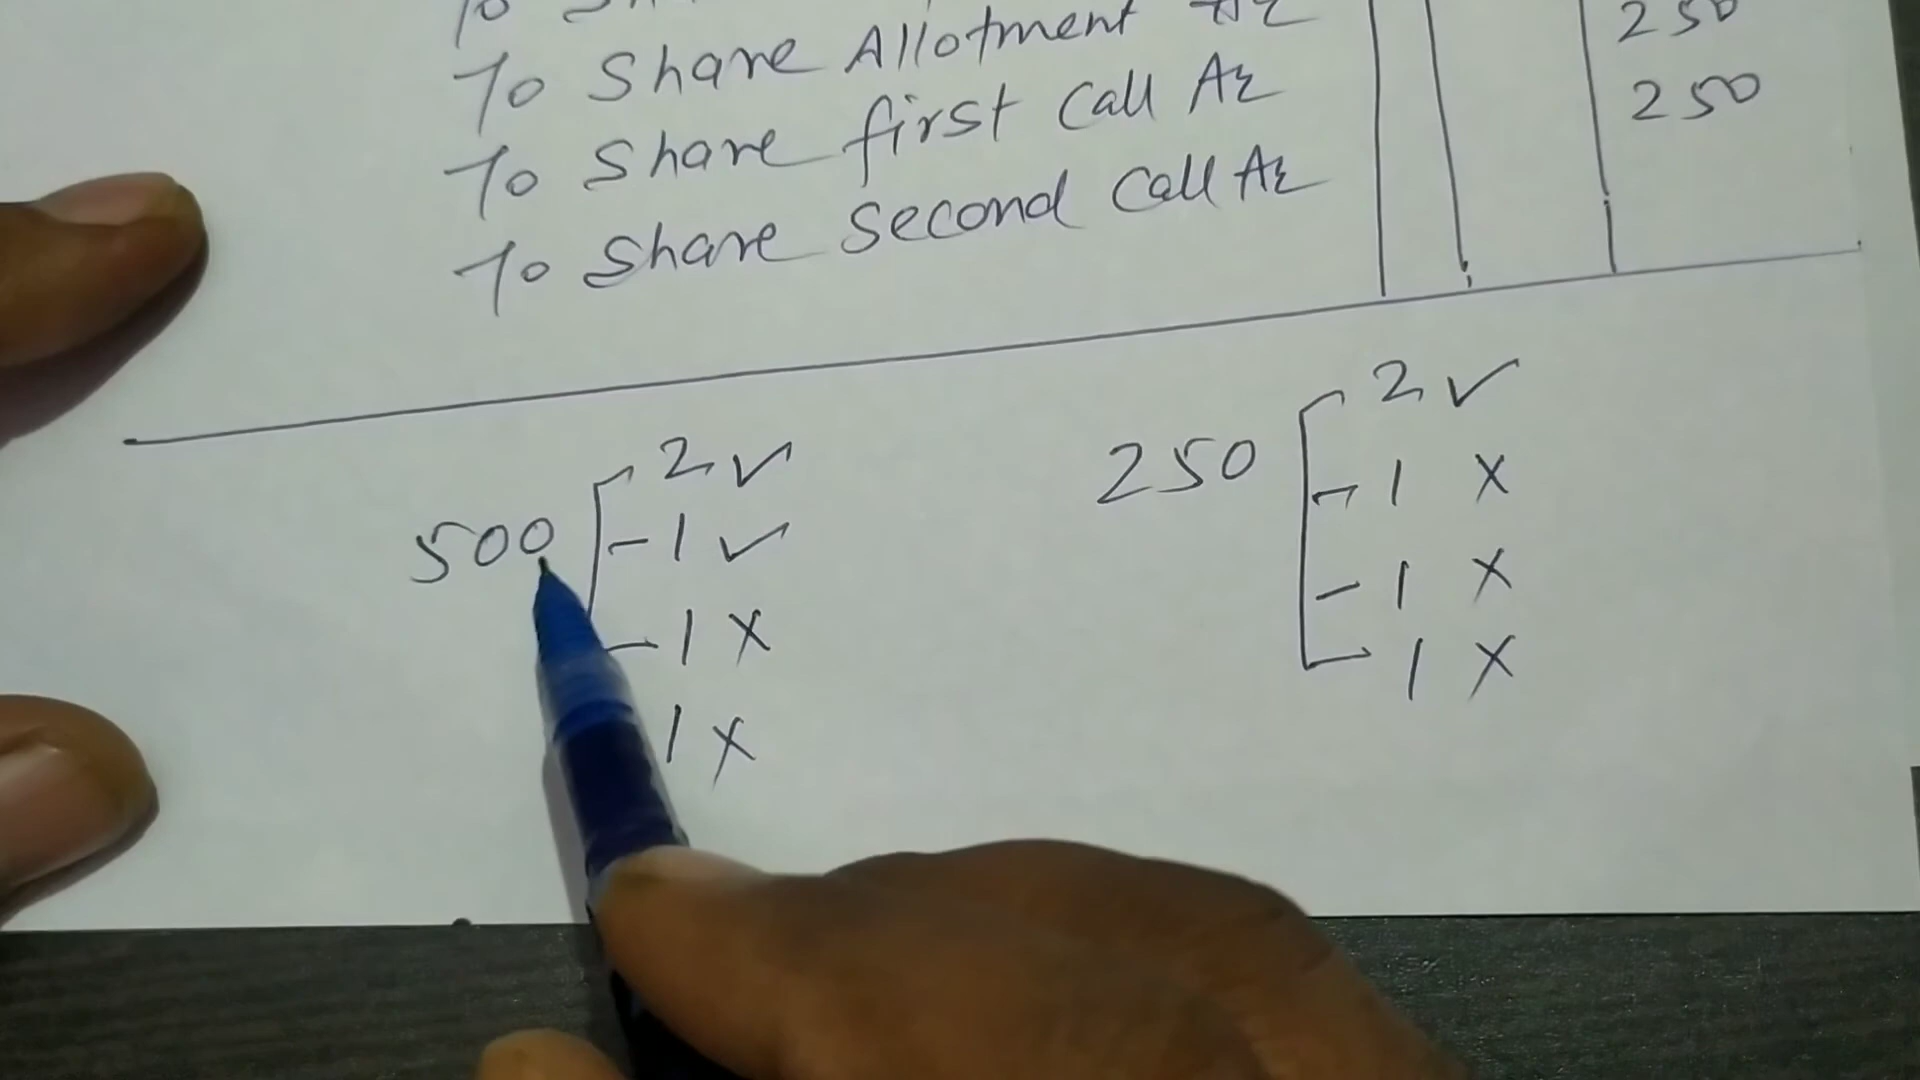 To
To Share Allotment A/c 250
To Share first Call A/c 250
To Share Second Call A/c
2 ✓
500 - 1 ✓
- 1 x
1 x
2 ✓
250 - 1 x
- 1 x
1 x